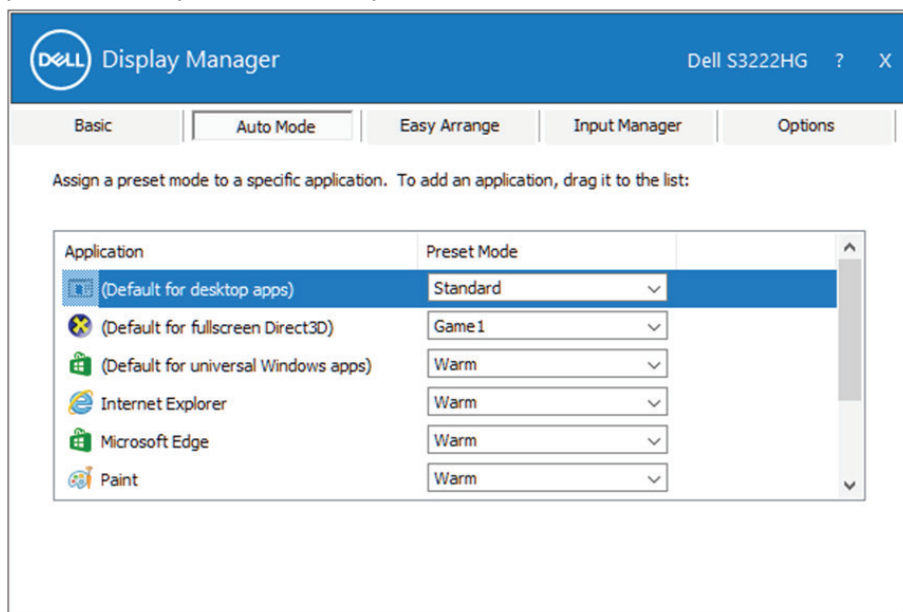 DELL Display Manager Dell S3222HG ? X
Basic Auto Mode Easy Arrange Input Manager Options
Assign a preset mode to a specific application. To add an application, drag it to the list:
Application Preset Mode
(Default for desktop apps) Standard
(Default for fullscreen Direct3D) Game1
(Default for universal Windows apps) Warm
Internet Explorer Warm
Microsoft Edge Warm
Paint Warm